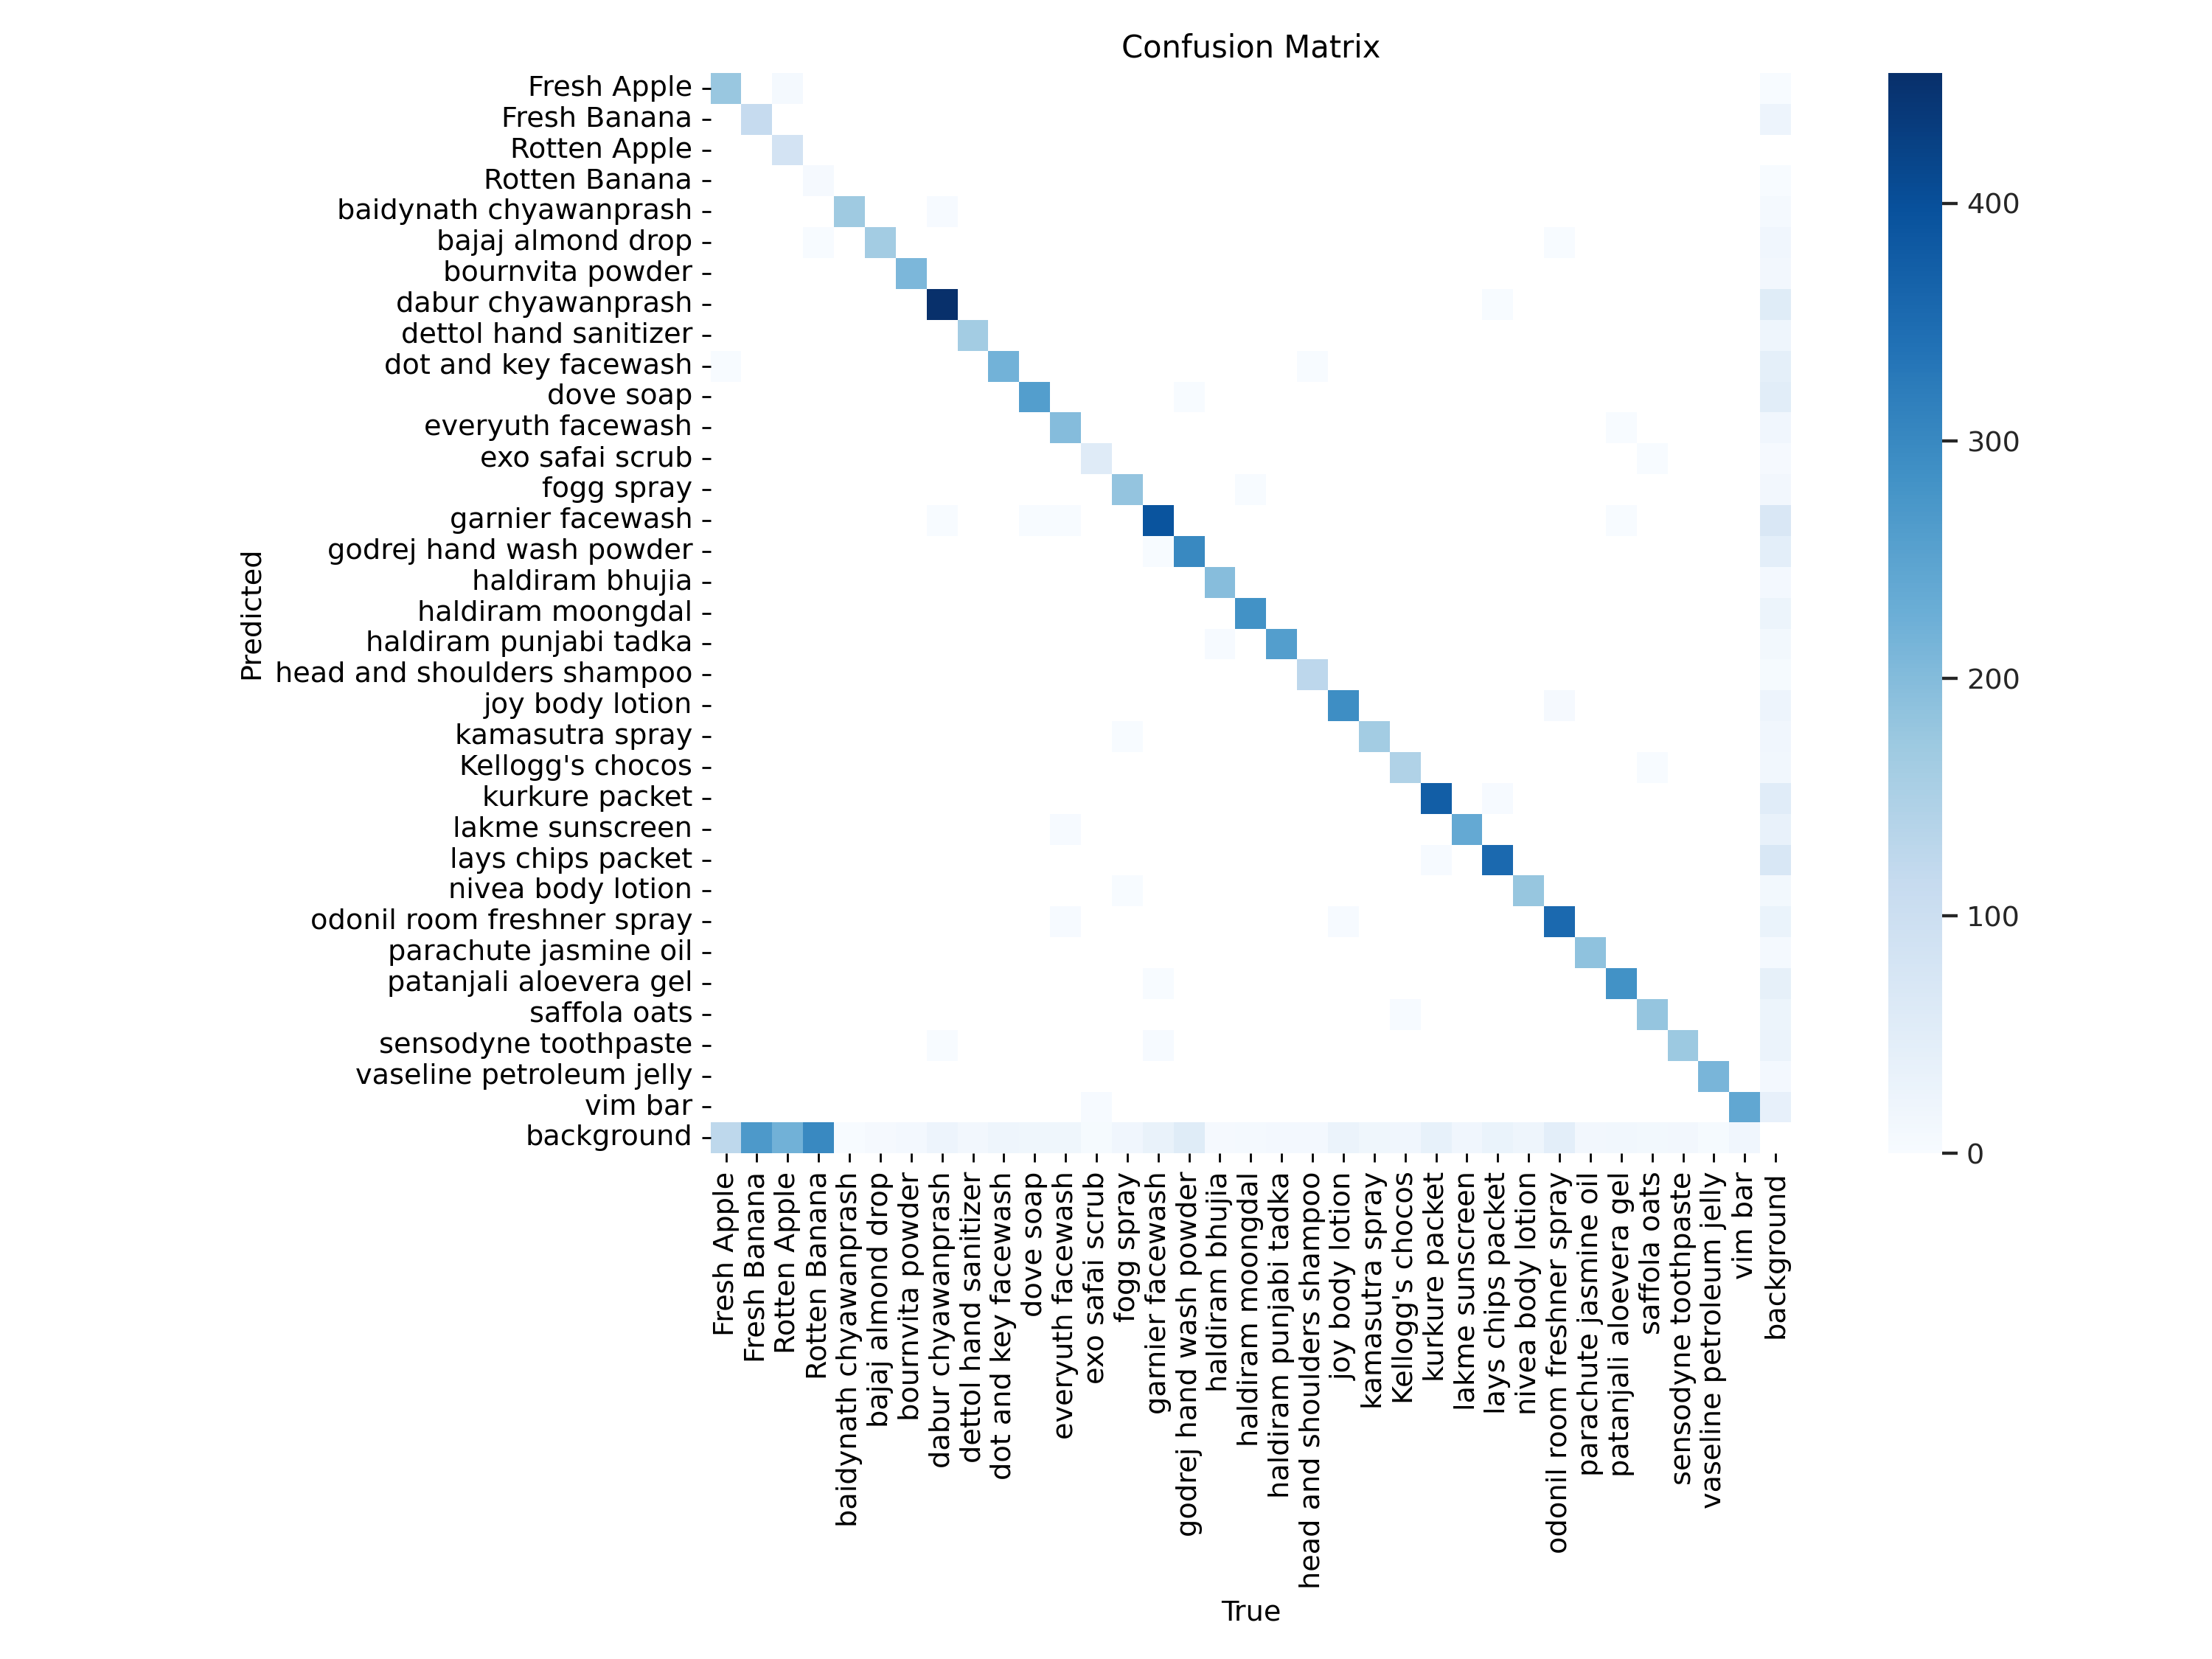 Confusion Matrix
Fresh Apple
Fresh Banana
Rotten Apple
Rotten Banana
baidynath chyawanprash
bajaj almond drop
bournvita powder
dabur chyawanprash
dettol hand sanitizer
dot and key facewash
dove soap
everyuth facewash
exo safai scrub
fogg spray
garnier facewash
godrej hand wash powder
haldiram bhujia
haldiram moongdal
haldiram punjabi tadka
head and shoulders shampoo
joy body lotion
kamasutra spray
Kellogg's chocos
kurkure packet
lakme sunscreen
lays chips packet
nivea body lotion
odonil room freshner spray
parachute jasmine oil
patanjali aloevera gel
saffola oats
sensodyne toothpaste
vaseline petroleum jelly
vim bar
background
Predicted
Fresh Apple
Fresh Banana
Rotten Apple
Rotten Banana
baidynath chyawanprash
bajaj almond drop
bournvita powder
dabur chyawanprash
dettol hand sanitizer
dot and key facewash
dove soap
everyuth facewash
exo safai scrub
fogg spray
garnier facewash
godrej hand wash powder
haldiram bhujia
haldiram moongdal
haldiram punjabi tadka
head and shoulders shampoo
joy body lotion
kamasutra spray
Kellogg's chocos
kurkure packet
lakme sunscreen
lays chips packet
nivea body lotion
odonil room freshner spray
parachute jasmine oil
patanjali aloevera gel
saffola oats
sensodyne toothpaste
vaseline petroleum jelly
vim bar
background
True
400
300
200
100
0